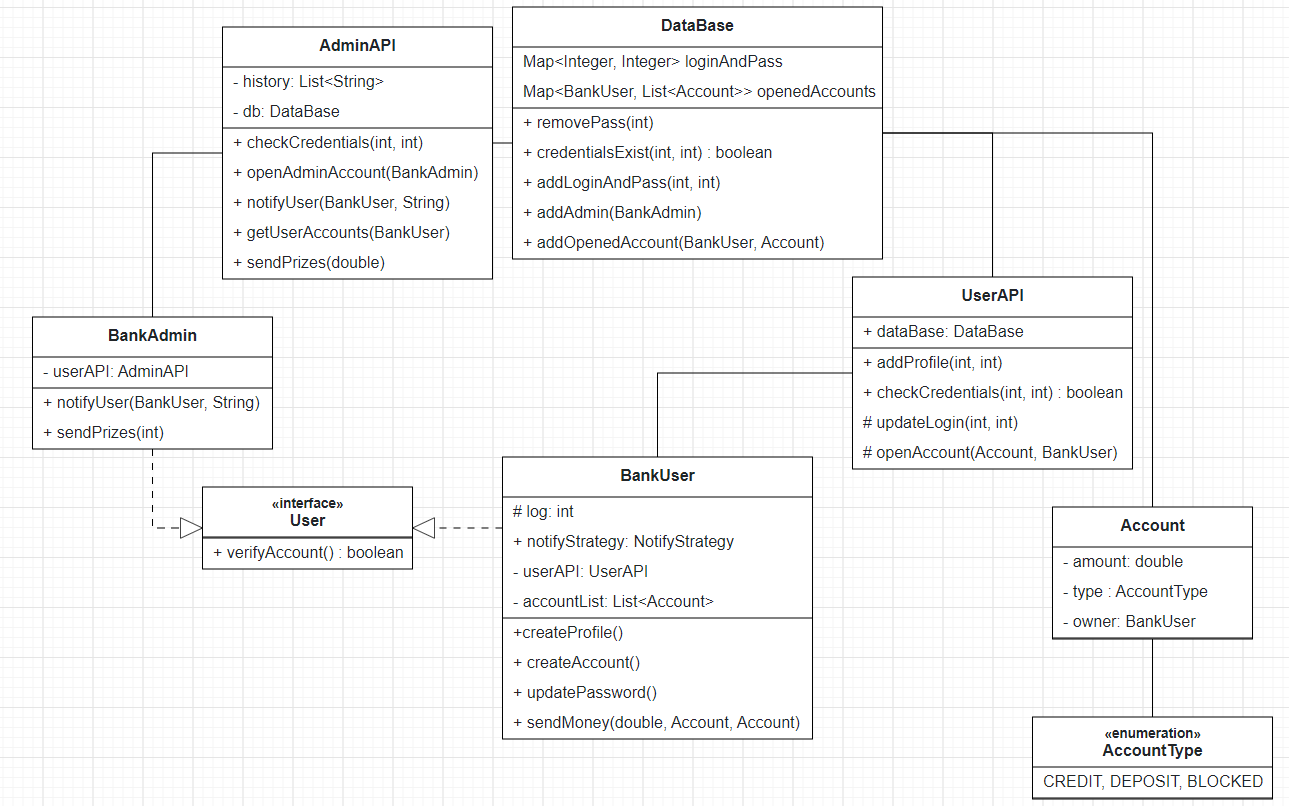 AdminAPI
- history: List<String>
- db: DataBase
+ checkCredentials(int, int)
+ openAdminAccount(BankAdmin)
+ notifyUser(BankUser, String)
+ getUserAccounts(BankUser)
+ sendPrizes(double)
DataBase
Map<Integer, Integer> loginAndPass
Map<BankUser, List<Account>> openedAccounts
+ removePass(int)
+ credentialsExist(int, int) : boolean
+ addLoginAndPass(int, int)
+ addAdmin(BankAdmin)
+ addOpenedAccount(BankUser, Account)
UserAPI
+ dataBase: DataBase
+ addProfile(int, int)
+ checkCredentials(int, int) : boolean
# updateLogin(int, int)
# openAccount(Account, BankUser)
BankAdmin
- userAPI: AdminAPI
+ notifyUser(BankUser, String)
+ sendPrizes(int)
«interface»
User
+ verifyAccount() : boolean
BankUser
# log: int
+ notifyStrategy: NotifyStrategy
- userAPI: UserAPI
- accountList: List<Account>
+createProfile()
+ createAccount()
+ updatePassword()
+ sendMoney(double, Account, Account)
Account
- amount: double
- type : AccountType
- owner: BankUser
«enumeration»
AccountType
CREDIT, DEPOSIT, BLOCKED